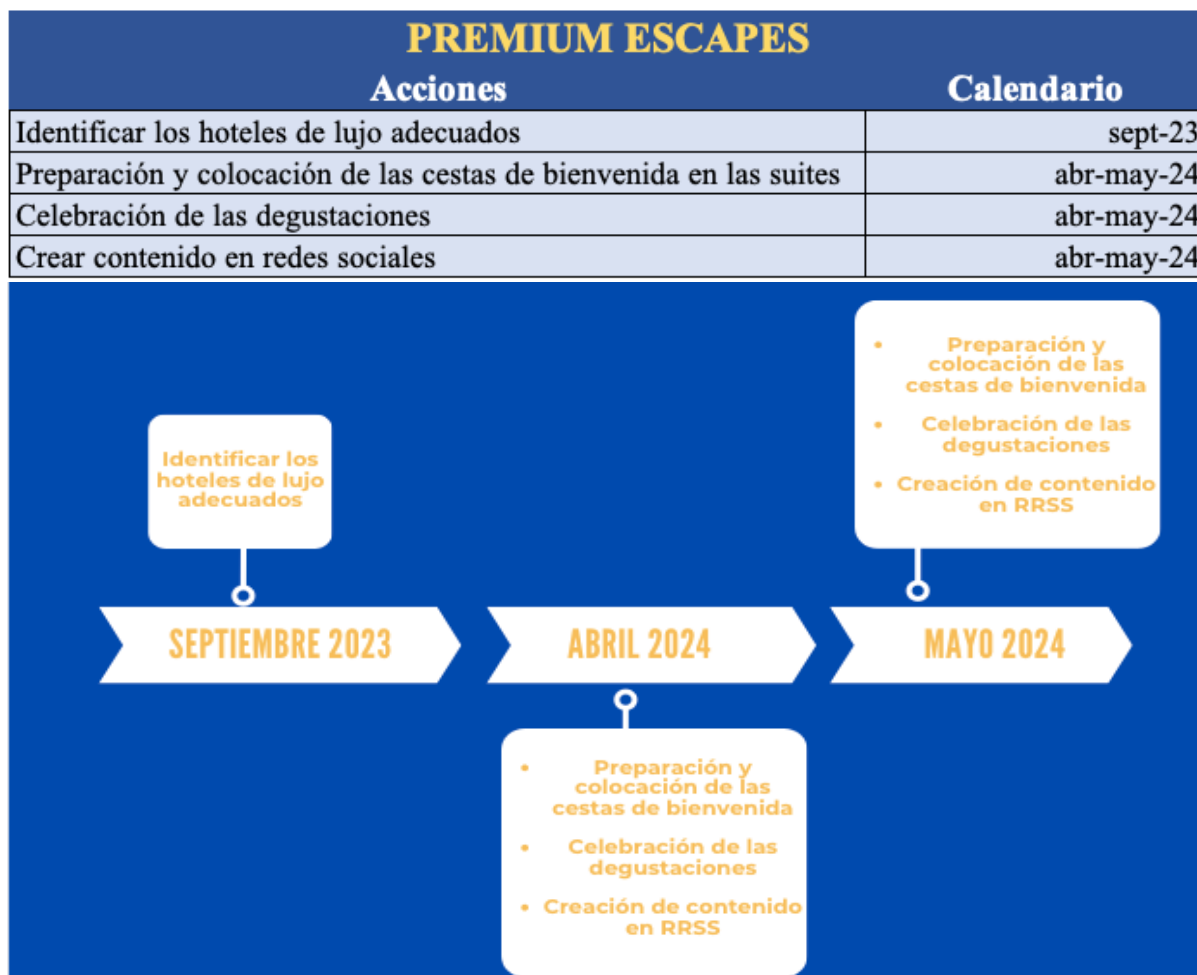 PREMIUM ESCAPES
Acciones Calendario
Identificar los hoteles de lujo adecuados sept-23
Preparación y colocación de las cestas de bienvenida en las suites abr-may-24
Celebración de las degustaciones abr-may-24
Crear contenido en redes sociales abr-may-24
• Preparación y
colocación de las
cestas de bienvenida
• Celebración de las
degustaciones
• Creación de contenido
en RRSS
Identificar los
hoteles de lujo
adecuados
SEPTIEMBRE 2023
ABRIL 2024
MAYO 2024
• Preparación y
colocación de las
cestas de bienvenida
• Celebración de las
degustaciones
• Creación de contenido
en RRSS